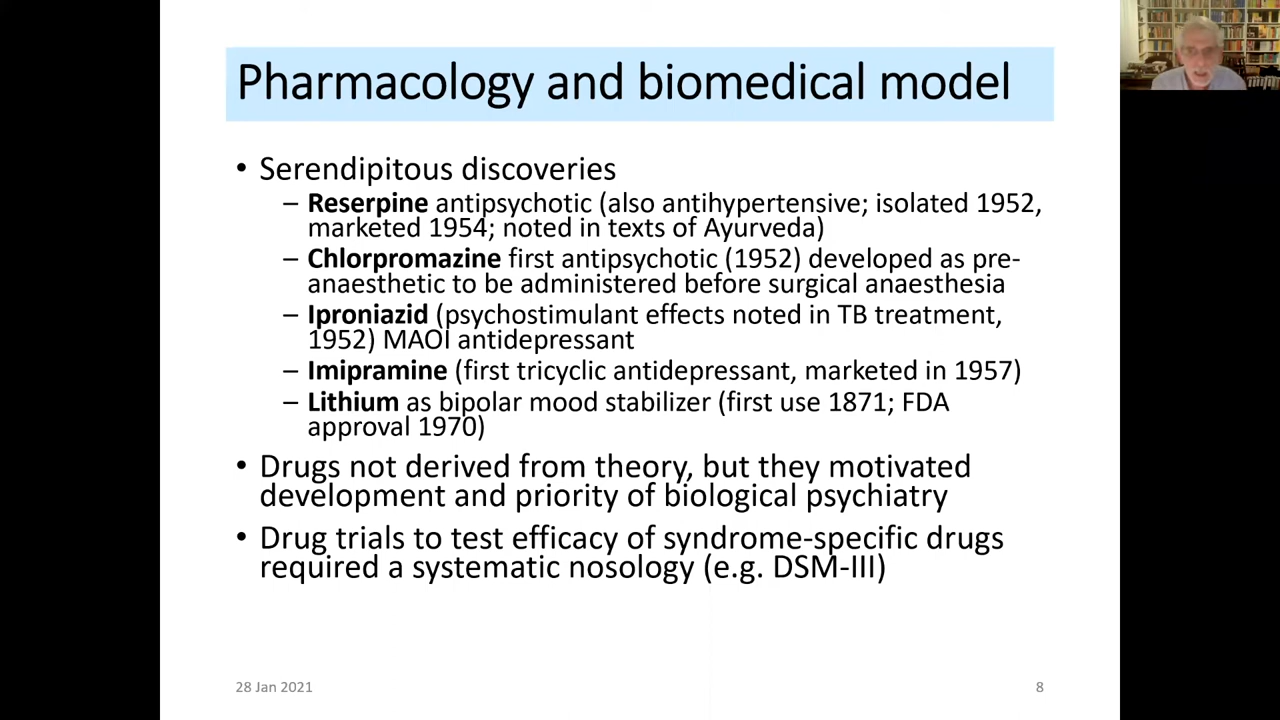 Pharmacology and biomedical model
• Serendipitous discoveries
– Reserpine antipsychotic (also antihypertensive; isolated 1952,
marketed 1954; noted in texts of Ayurveda)
– Chlorpromazine first antipsychotic (1952) developed as pre-
anaesthetic to be administered before surgical anaesthesia
– Iproniazid (psychostimulant effects noted in TB treatment,
1952) MAOI antidepressant
– Imipramine (first tricyclic antidepressant, marketed in 1957)
– Lithium as bipolar mood stabilizer (first use 1871; FDA
approval 1970)
• Drugs not derived from theory, but they motivated
development and priority of biological psychiatry
• Drug trials to test efficacy of syndrome-specific drugs
required a systematic nosology (e.g. DSM-III)
28 Jan 2021
8